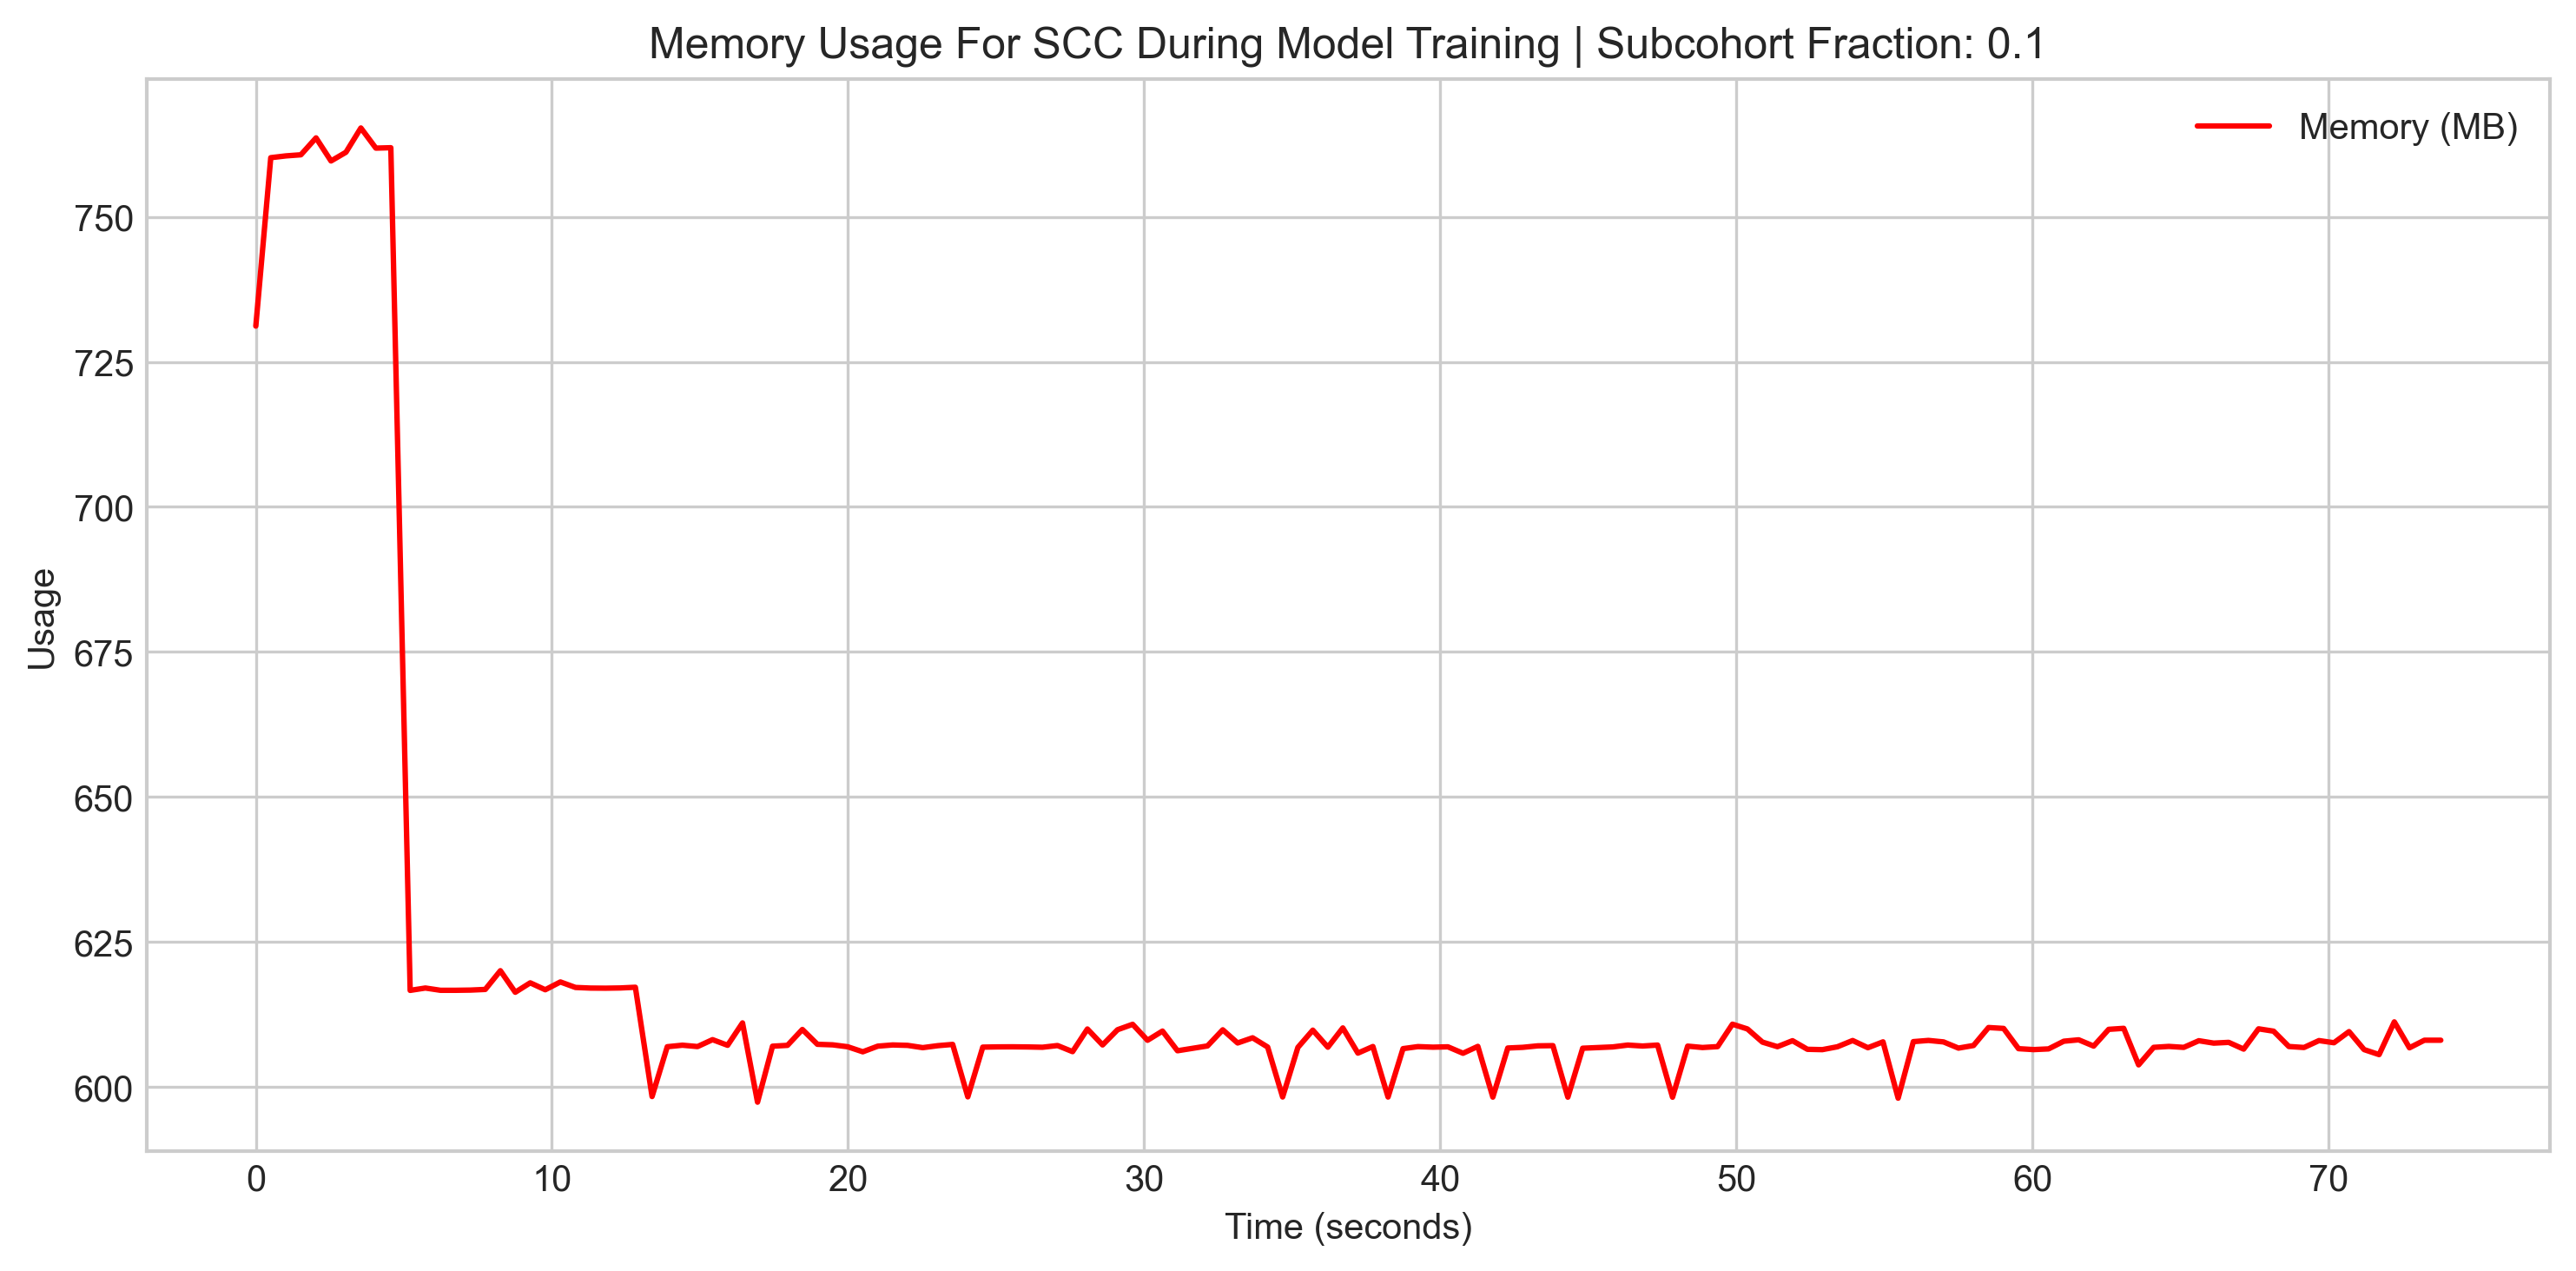 Memory Usage For SCC During Model Training | Subcohort Fraction: 0.1
Memory (MB)
750
725
700
675
650
625
600
Usage
0 10 20 30 40 50 60 70
Time (seconds)